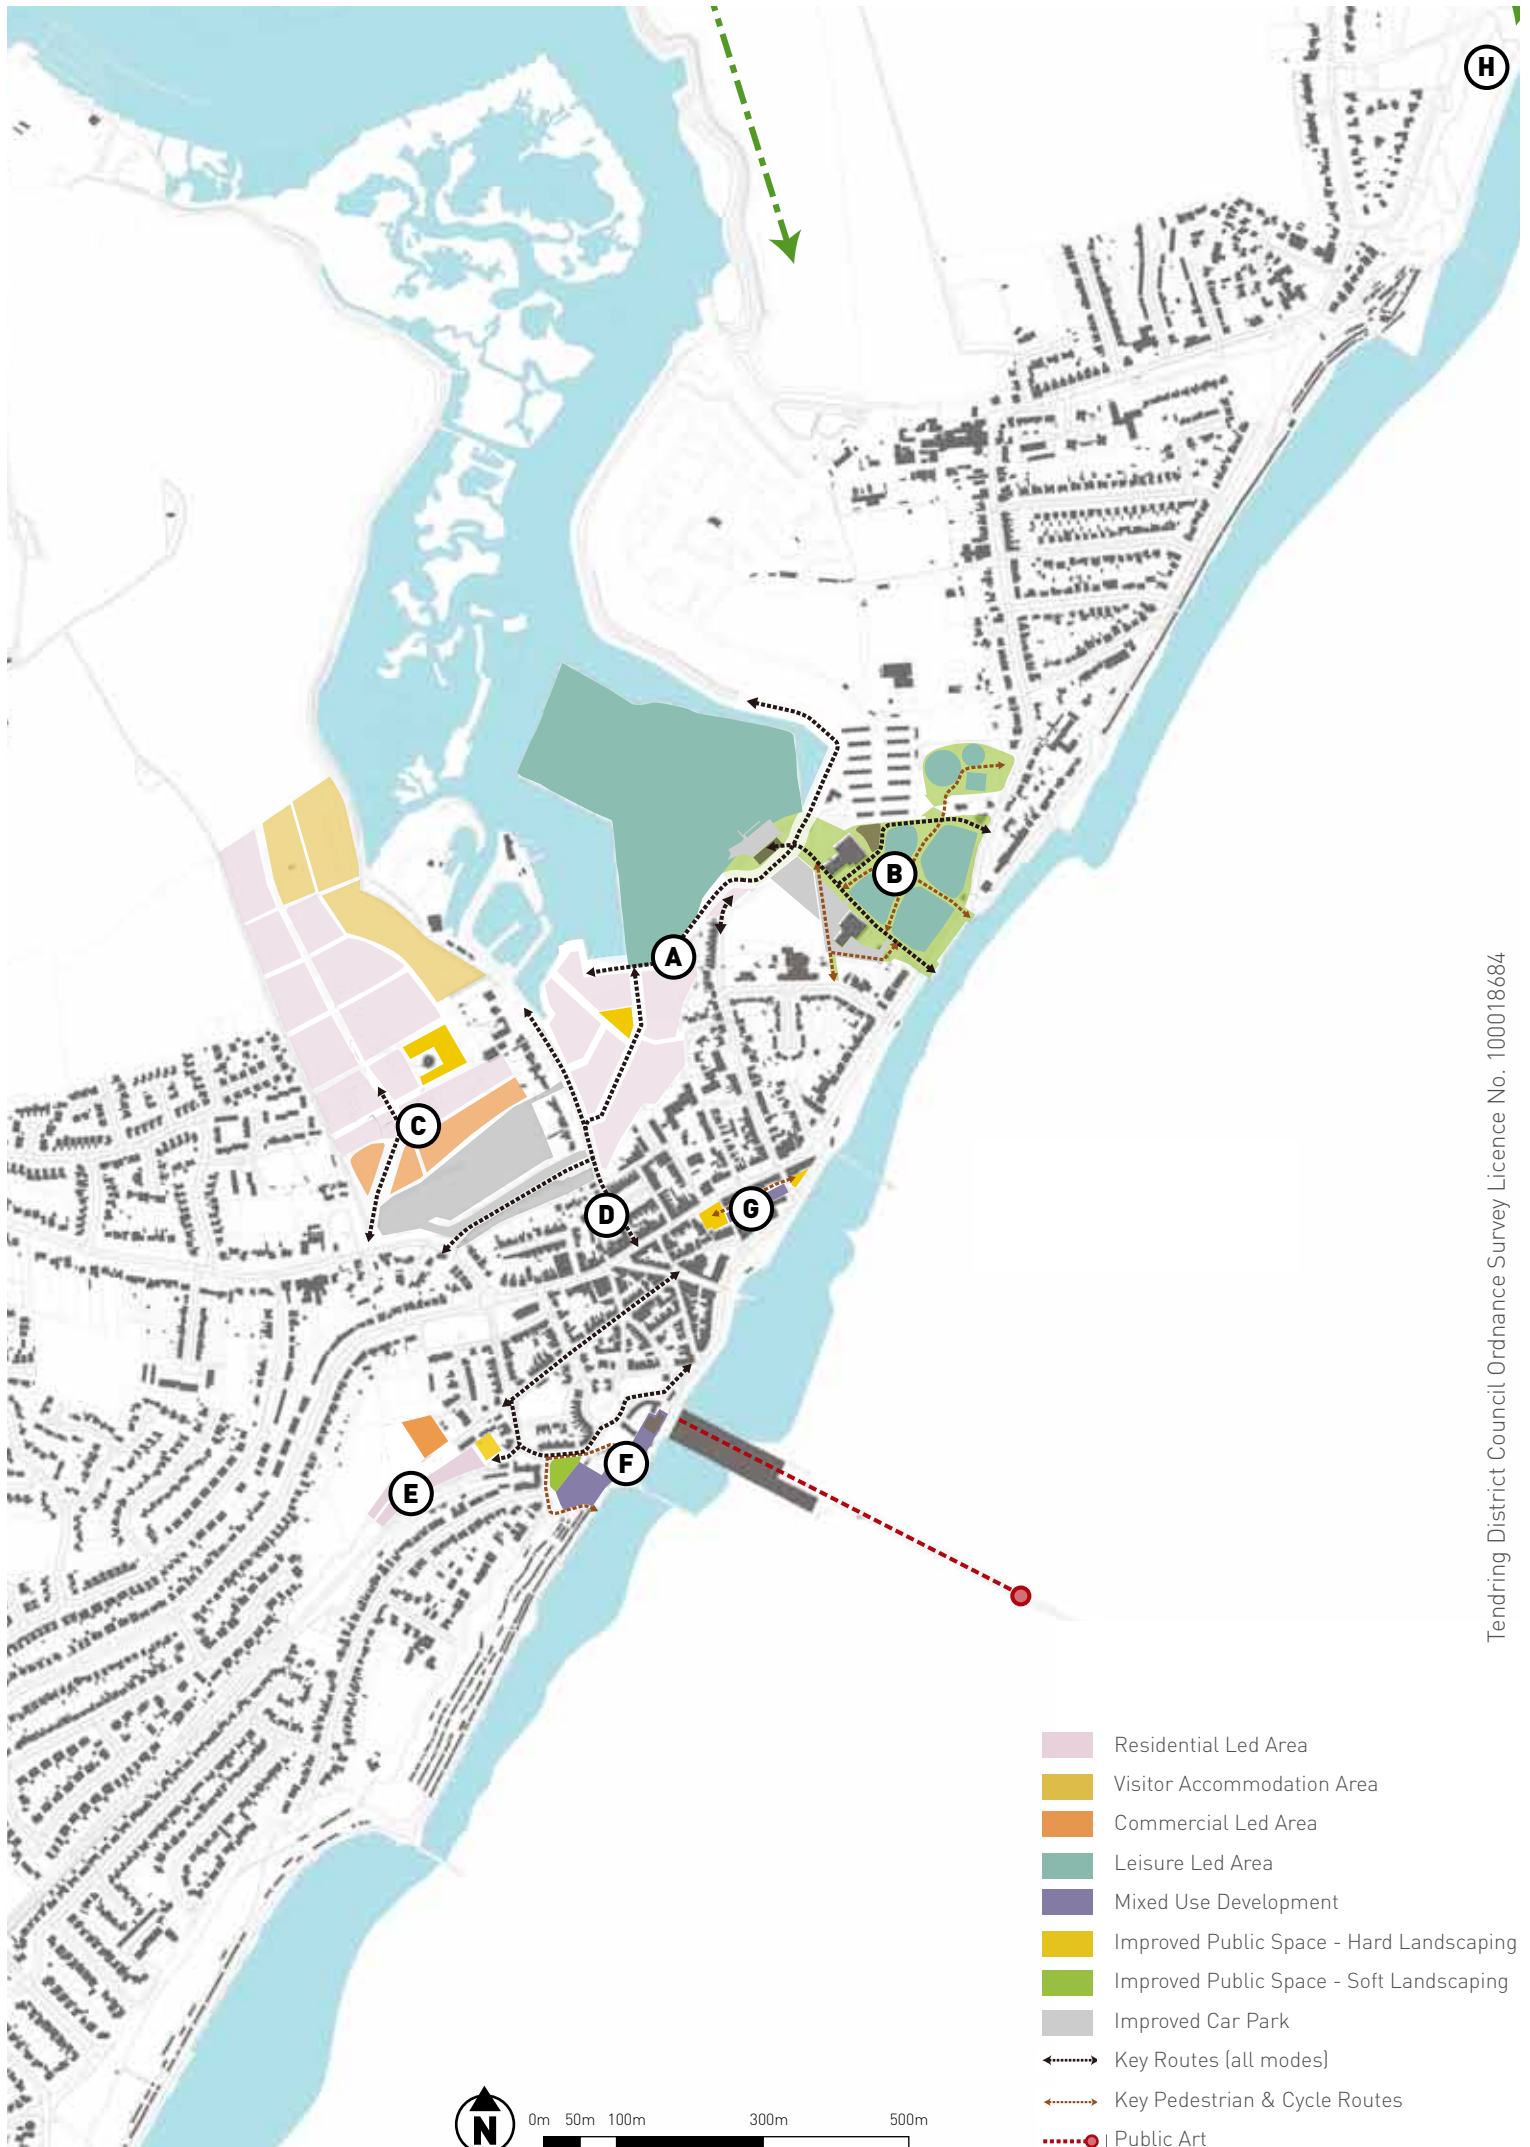 H
B
A
C
D
G
F
E
Tendring District Council Ordnance Survey Licence No. 100018684
Residential Led Area
Visitor Accommodation Area
Commercial Led Area
Leisure Led Area
Mixed Use Development
Improved Public Space - Hard Landscaping
Improved Public Space - Soft Landscaping
Improved Car Park
Key Routes (all modes)
Key Pedestrian & Cycle Routes
Public Art
N
0m 50m 100m 300m 500m